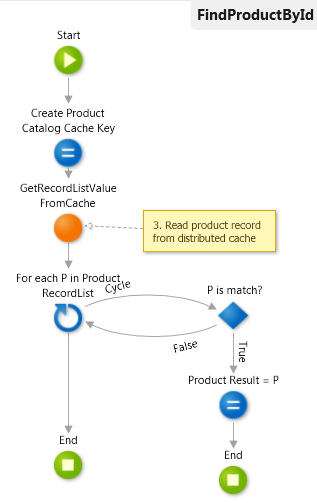 FindProductById
Start
Create Product
Catalog Cache Key
GetRecordListValue
FromCache
3. Read product record
from distributed cache
For each P in Product
RecordList
Cycle
P is match?
False
True
Product Result = P
End
End